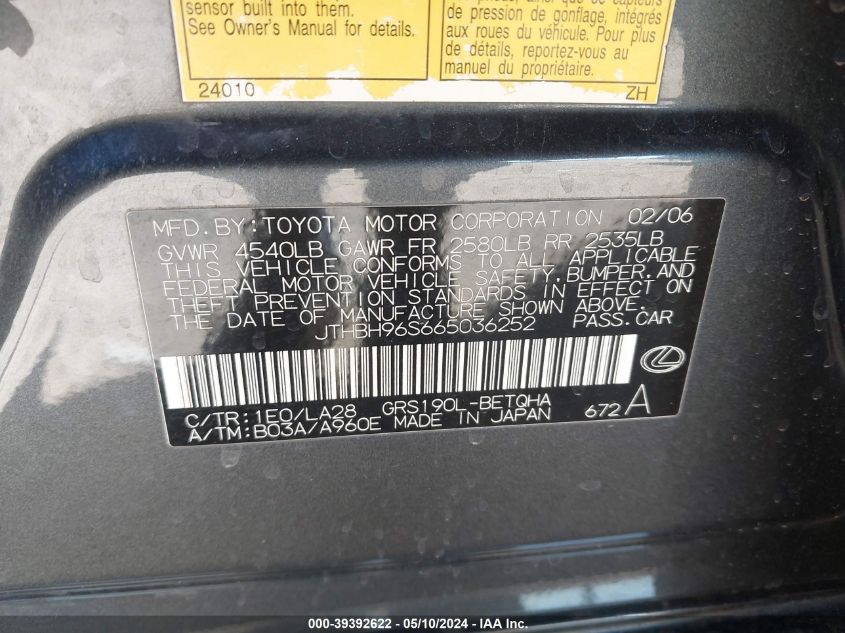 sensor built into them.
See Owner's Manual for details.
24010
de pression de gonflage, intégrés
aux roues du véhicule. Pour plus
de détails, reportez-vous au
manuel du propriétaire.
ZH
MFD. BY: TOYOTA MOTOR CORPORATION 02/06
GVWR 4540LB GAWR FR 2580LB RR 2535LB
THIS VEHICLE CONFORMS TO ALL APPLICABLE
FEDERAL MOTOR VEHICLE SAFETY, BUMPER, AND
THEFT PREVENTION STANDARDS IN EFFECT ON
THE DATE OF MANUFACTURE SHOWN ABOVE.
JTHBH96S665036252 PASS. CAR
C/TR: 1E0/LA28 GRS190L-BETQHA
A/TM: B03A/A960E MADE IN JAPAN 672 A
000-39392622 — 05/10/2024 — IAA Inc.